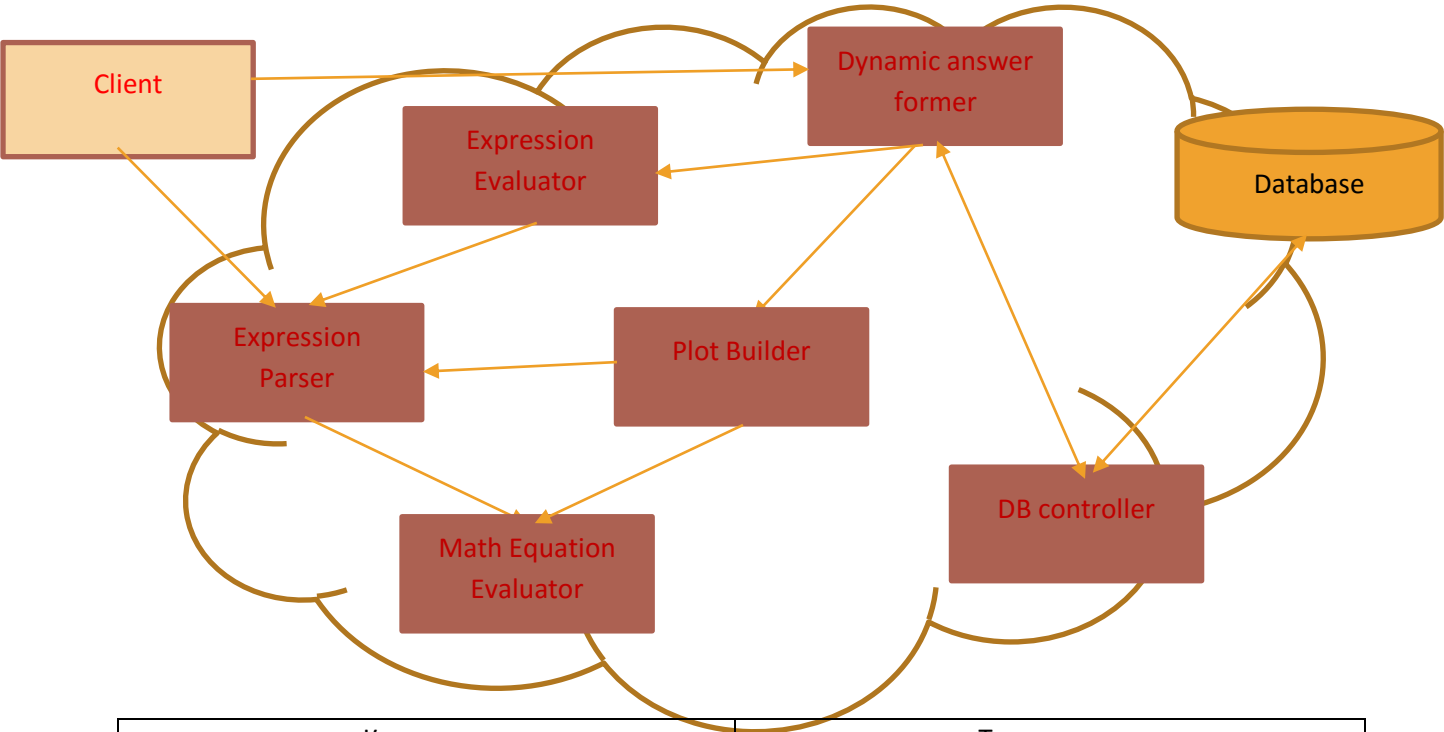 Client
Dynamic answer
former
Expression
Evaluator
Database
Expression
Parser
Plot Builder
DB controller
Math Equation
Evaluator